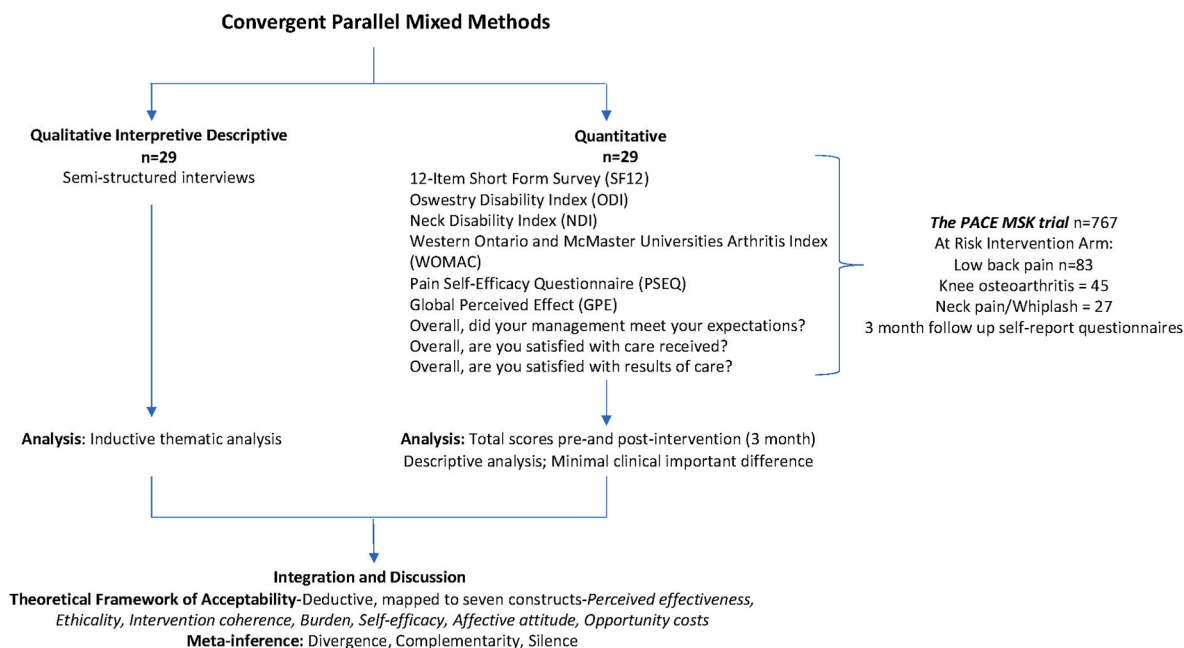 Convergent Parallel Mixed Methods
Qualitative Interpretive Descriptive
n=29
Semi-structured interviews
Quantitative
n=29
12-Item Short Form Survey (SF12)
Oswestry Disability Index (ODI)
Neck Disability Index (NDI)
Western Ontario and McMaster Universities Arthritis Index
(WOMAC)
Pain Self-Efficacy Questionnaire (PSEQ)
Global Perceived Effect (GPE)
Overall, did your management meet your expectations?
Overall, are you satisfied with care received?
Overall, are you satisfied with results of care?
The PACE MSK trial n=767
At Risk Intervention Arm:
Low back pain n=83
Knee osteoarthritis = 45
Neck pain/Whiplash = 27
3 month follow up self-report questionnaires
Analysis: Inductive thematic analysis
Analysis: Total scores pre-and post-intervention (3 month)
Descriptive analysis; Minimal clinical important difference
Integration and Discussion
Theoretical Framework of Acceptability-Deductive, mapped to seven constructs-Perceived effectiveness,
Ethicality, Intervention coherence, Burden, Self-efficacy, Affective attitude, Opportunity costs
Meta-inference: Divergence, Complementarity, Silence